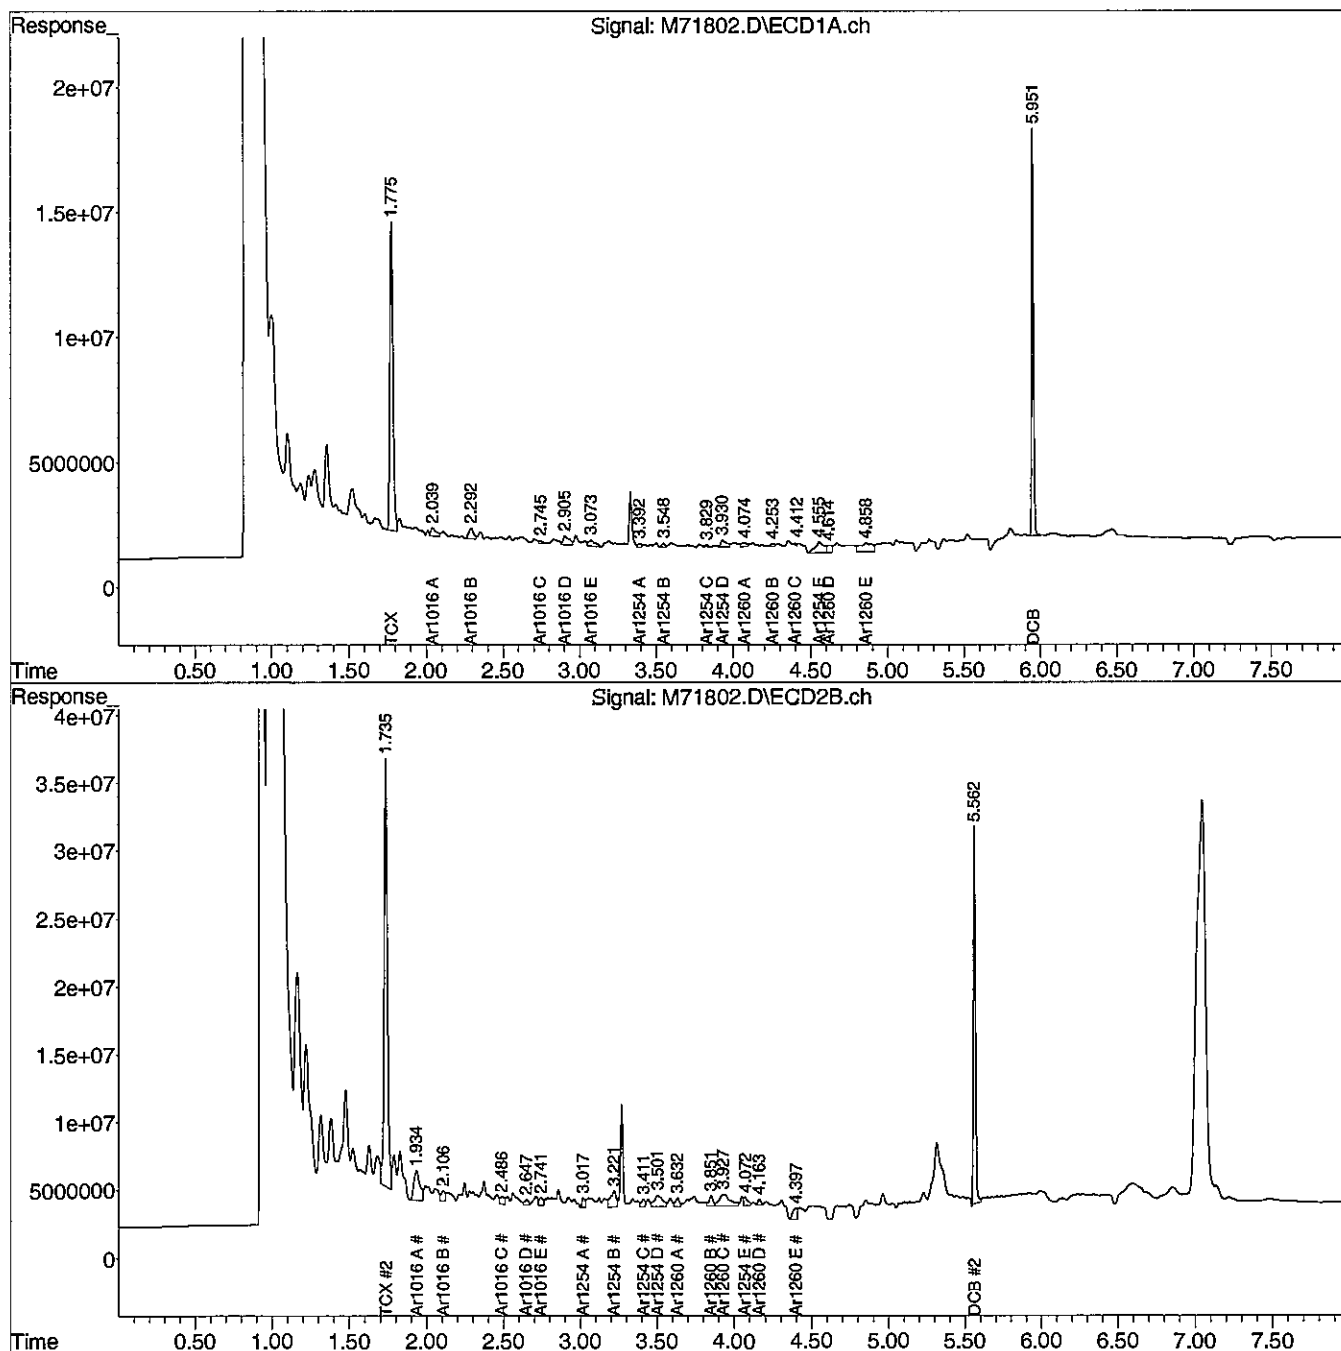 Response_
Signal: M71802.D\ECD1A.ch
2e+07
1.5e+07
1e+07
5000000
0
1.775
2.039
2.292
2.745
2.905
3.073
3.392
3.548
3.829
3.930
4.074
4.253
4.412
4.555
4.614
4.858
5.951
TCX
Ar1016 A
Ar1016 B
Ar1016 C
Ar1016 D
Ar1016 E
Ar1254 A
Ar1254 B
Ar1254 C
Ar1254 D
Ar1260 A
Ar1260 B
Ar1260 C
Ar1254 E
Ar1260 D
Ar1260 E
DCB
Time 0.50 1.00 1.50 2.00 2.50 3.00 3.50 4.00 4.50 5.00 5.50 6.00 6.50 7.00 7.50
Response_
Signal: M71802.D\ECD2B.ch
4e+07
3.5e+07
3e+07
2.5e+07
2e+07
1.5e+07
1e+07
5000000
0
1.735
1.934
2.106
2.486
2.647
2.741
3.017
3.221
3.411
3.501
3.632
3.851
3.927
4.072
4.163
4.397
5.562
TCX #2
Ar1016 A #
Ar1016 B #
Ar1016 C #
Ar1016 D #
Ar1016 E #
Ar1254 A #
Ar1254 B #
Ar1254 C #
Ar1254 D #
Ar1260 A #
Ar1260 B #
Ar1260 C #
Ar1254 E #
Ar1260 D #
Ar1260 E #
DCB #2
Time 0.50 1.00 1.50 2.00 2.50 3.00 3.50 4.00 4.50 5.00 5.50 6.00 6.50 7.00 7.50